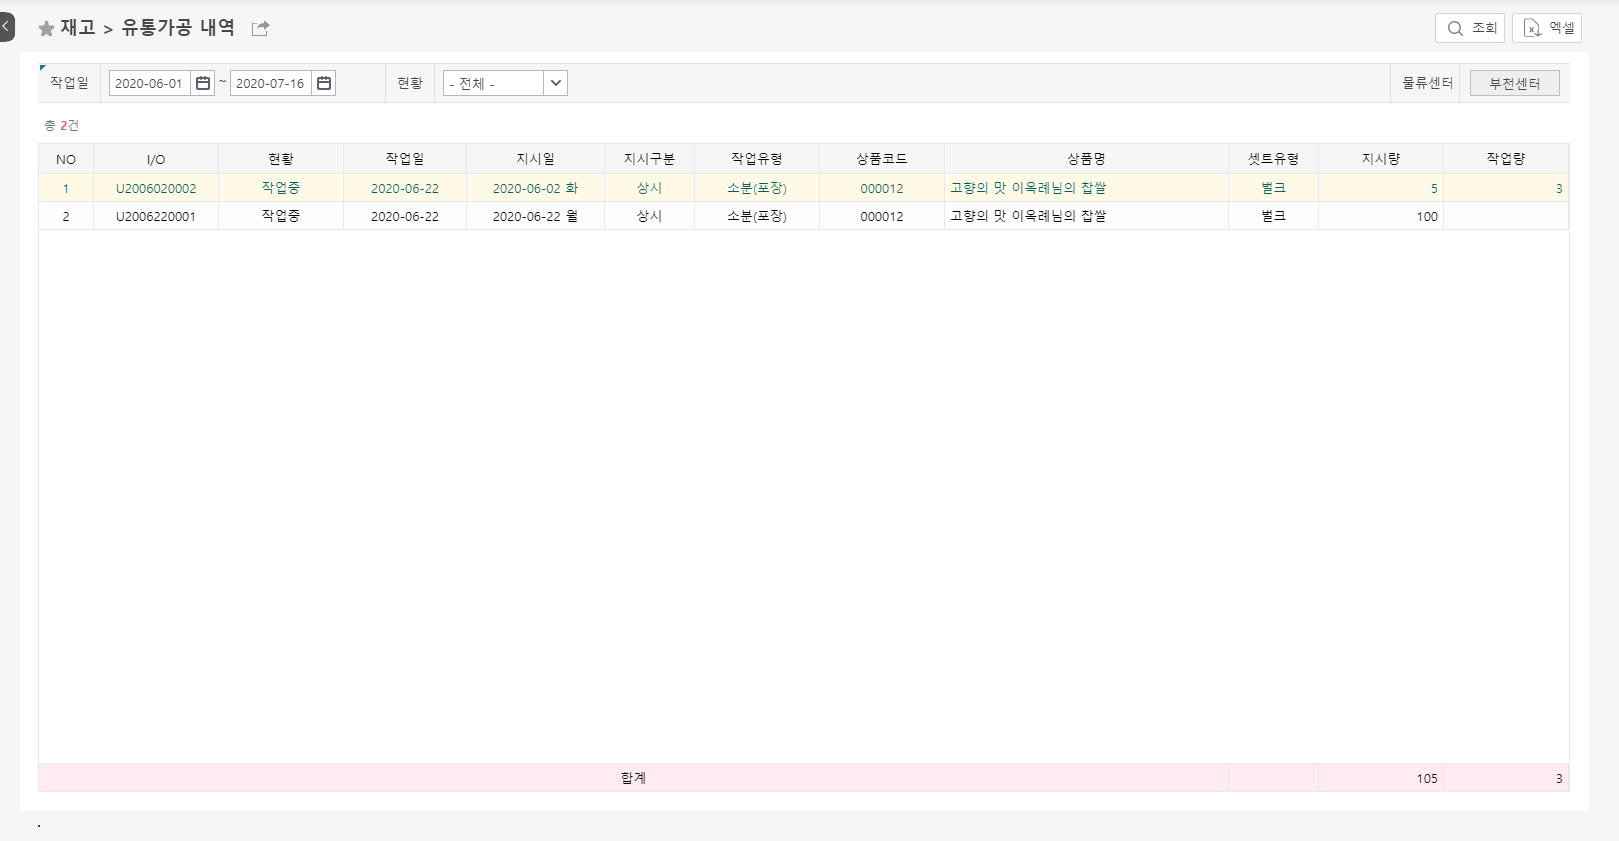 재고 > 유통가공 내역
조회 엑셀
작업일 2020-06-01 ~ 2020-07-16 현황 - 전체 - 물류센터 부천센터
총 2건
NO I/O 현황 작업일 지시일 지시구분 작업유형 상품코드 상품명 셋트유형 지시량 작업량
1 U2006020002 작업중 2020-06-22 2020-06-02 화 상시 소분(포장) 000012 고향의 맛 이옥례님의 찹쌀 벌크 5 3
2 U2006220001 작업중 2020-06-22 2020-06-22 월 상시 소분(포장) 000012 고향의 맛 이옥례님의 찹쌀 벌크 100
합계 105 3